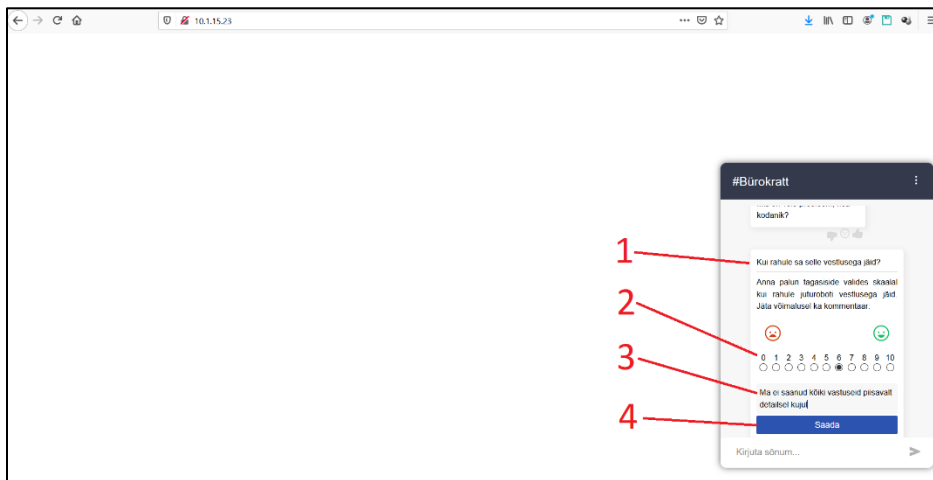 10.1.15.23
#Bürokratt
kodanik?
1
Kui rahule sa selle vestlusega jäid?
Anna palun tagasiside valides skaalal
kui rahule juturoboti vestlusega jäid.
Jäta võimalusel ka kommentaar.
2
0 1 2 3 4 5 6 7 8 9 10
3
Ma ei saanud kõiki vastuseid piisavalt
detailsel kujul
4
Saada
Kirjuta sõnum...